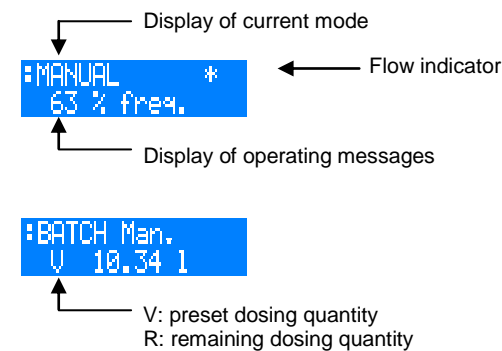 Display of current mode
:MANUAL *
Flow indicator
63 % freq.
Display of operating messages
:BATCH Man.
V 10.34 l
V: preset dosing quantity
R: remaining dosing quantity